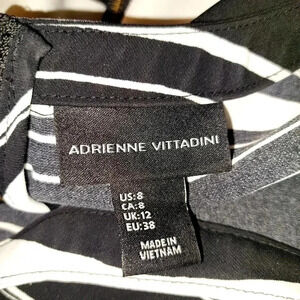 ADRIENNE VITTADINI
US:8
CA:8
UK:12
EU:38
MADE IN
VIETNAM